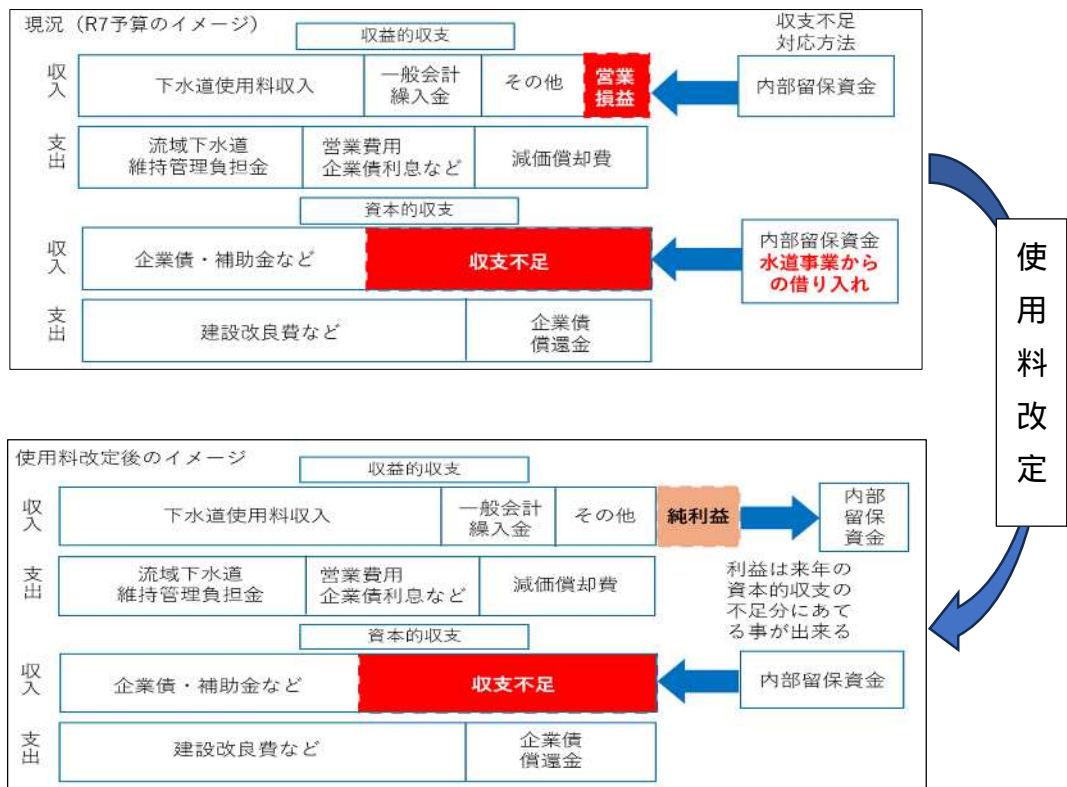 現況（R7予算のイメージ）
収益的収支
収支不足
対応方法
収入
下水道使用料収入
一般会計
繰入金
その他
営業
損益
内部留保資金
支出
流域下水道
維持管理負担金
営業費用
企業債利息など
減価償却費
資本的収支
収入
企業債・補助金など
収支不足
内部留保資金
水道事業から
の借り入れ
支出
建設改良費など
企業債
償還金
使用料改定
使用料改定後のイメージ
収益的収支
収入
下水道使用料収入
一般会計
繰入金
その他
純利益
内部
留保
資金
支出
流域下水道
維持管理負担金
営業費用
企業債利息など
減価償却費
利益は来年の
資本的収支の
不足分にあて
る事が出来る
資本的収支
収入
企業債・補助金など
収支不足
内部留保資金
支出
建設改良費など
企業債
償還金